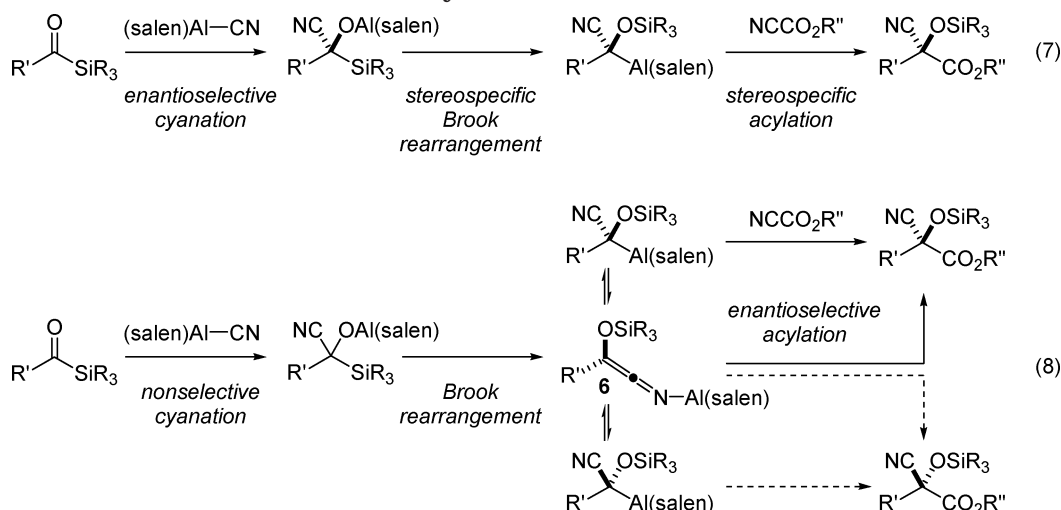 O
R'
SiR3
(salen)Al—CN
enantioselective
cyanation
NC OAl(salen)
R' SiR3
stereospecific
Brook
rearrangement
NC OSiR3
R' Al(salen)
NCCO2R"
stereospecific
acylation
NC OSiR3
R' CO2R"
(7)
NC OSiR3
R' Al(salen)
NCCO2R"
NC OSiR3
R' CO2R"
O
R'
SiR3
(salen)Al—CN
nonselective
cyanation
NC OAl(salen)
R' SiR3
Brook
rearrangement
OSiR3
R'
6
N—Al(salen)
enantioselective
acylation
(8)
NC OSiR3
R' Al(salen)
NC OSiR3
R' CO2R"